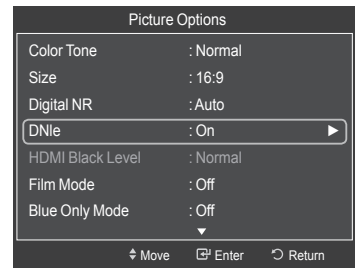 Picture Options
Color Tone : Normal
Size : 16:9
Digital NR : Auto
DNIe : On ►
HDMI Black Level : Normal
Film Mode : Off
Blue Only Mode : Off
▼
Move Enter Return